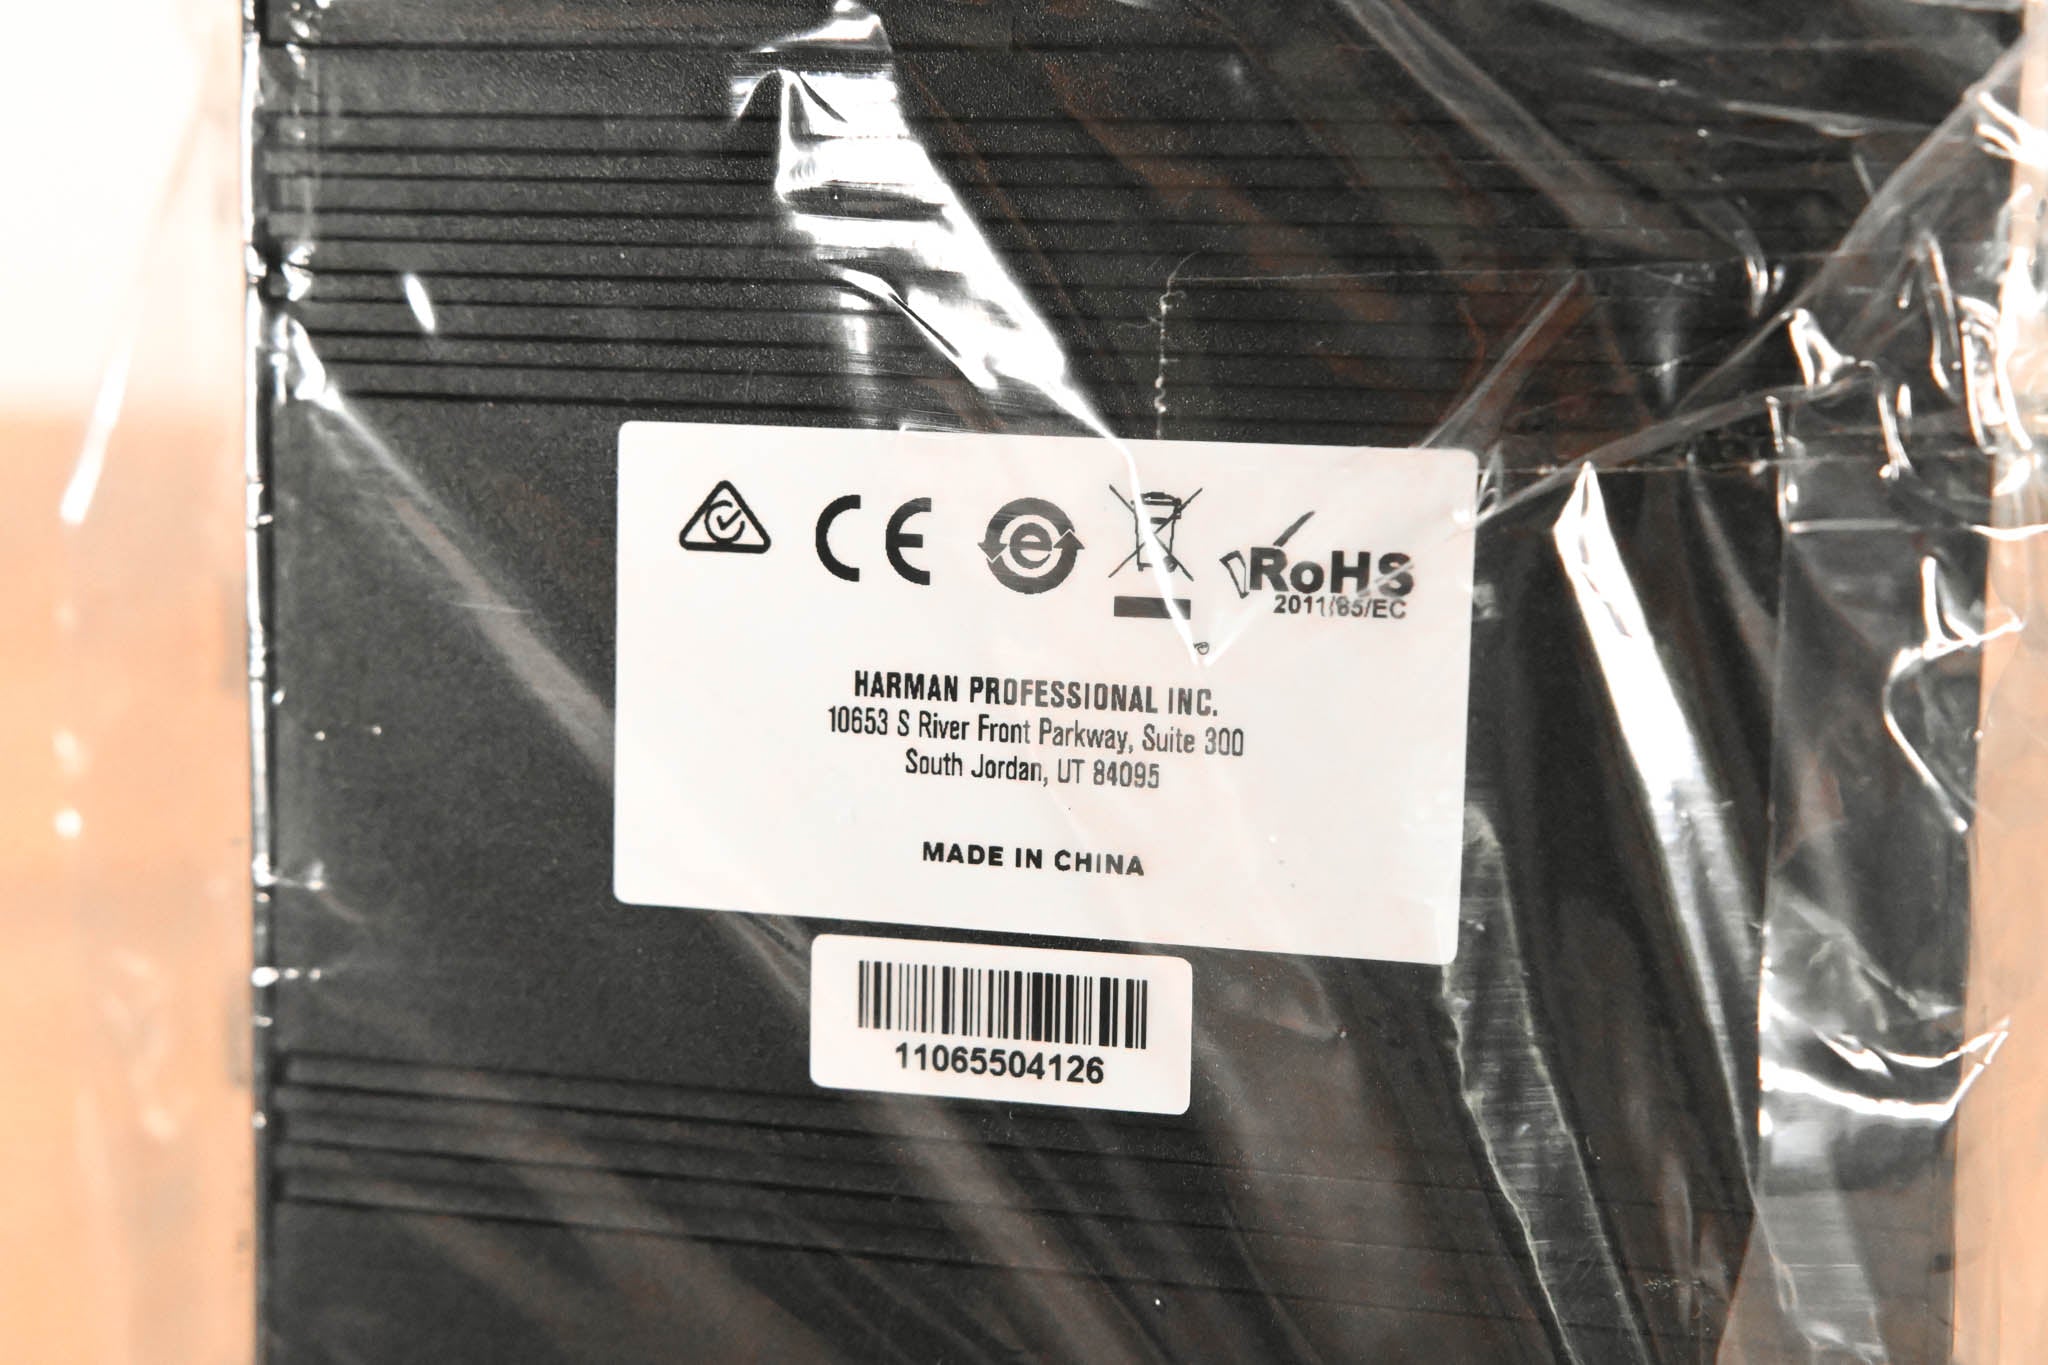 CE
e
RoHS
2011/65/EC
HARMAN PROFESSIONAL INC.
10653 S River Front Parkway, Suite 300
South Jordan, UT 84095
MADE IN CHINA
11065504126